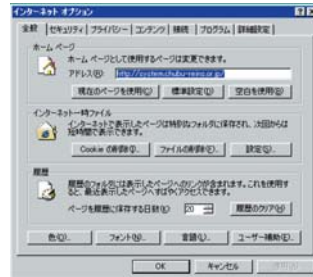 インターネット オプション
全般 セキュリティ プライバシー コンテンツ 接続 プログラム 詳細設定
ホーム ページ
ホーム ページとして使用するページは変更できます。
アドレス(R): http://system.chubu-reins.or.jp/
現在のページを使用(C) 標準設定(D) 空白を使用(B)
インターネット一時ファイル
インターネットで表示したページは特別なフォルダに保存され、次回からは
短時間で表示できます。
Cookie の削除(I)... ファイルの削除(F)... 設定(S)...
履歴
履歴のフォルダには表示したページへのリンクが含まれます。これを使用す
ると、最近表示したページへすばやくアクセスできます。
ページを履歴に保存する日数(K): 20 履歴のクリア(H)
色(O)... フォント(N)... 言語(L)... ユーザー補助(E)...
OK キャンセル